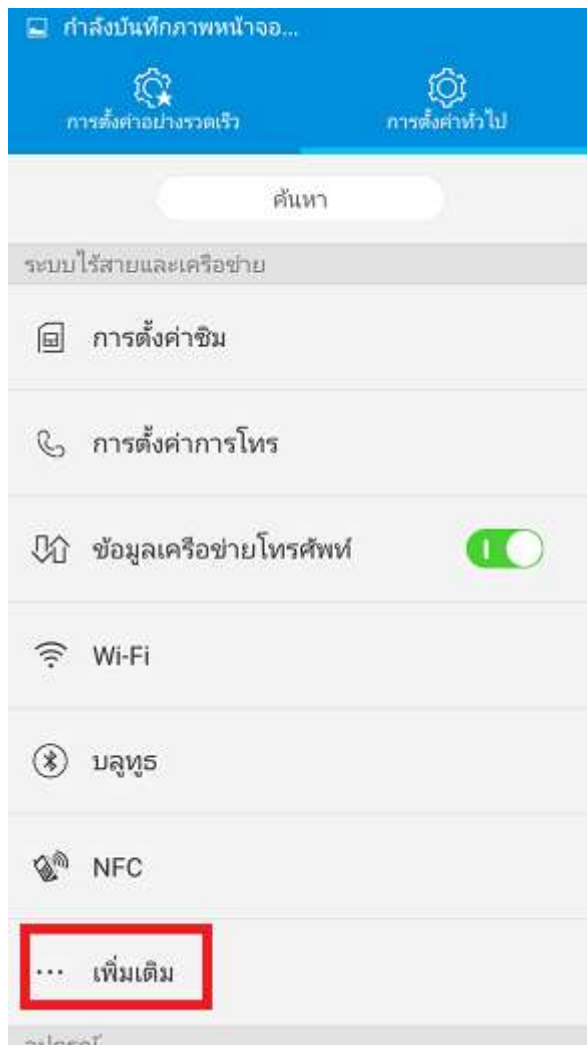 กำลังบันทึกภาพหน้าจอ...
การตั้งค่าอย่างรวดเร็ว
การตั้งค่าทั่วไป
ค้นหา
ระบบไร้สายและเครือข่าย
การตั้งค่าซิม
การตั้งค่าการโทร
ข้อมูลเครือข่ายโทรศัพท์
Wi-Fi
บลูทูธ
NFC
เพิ่มเติม
อุปกรณ์